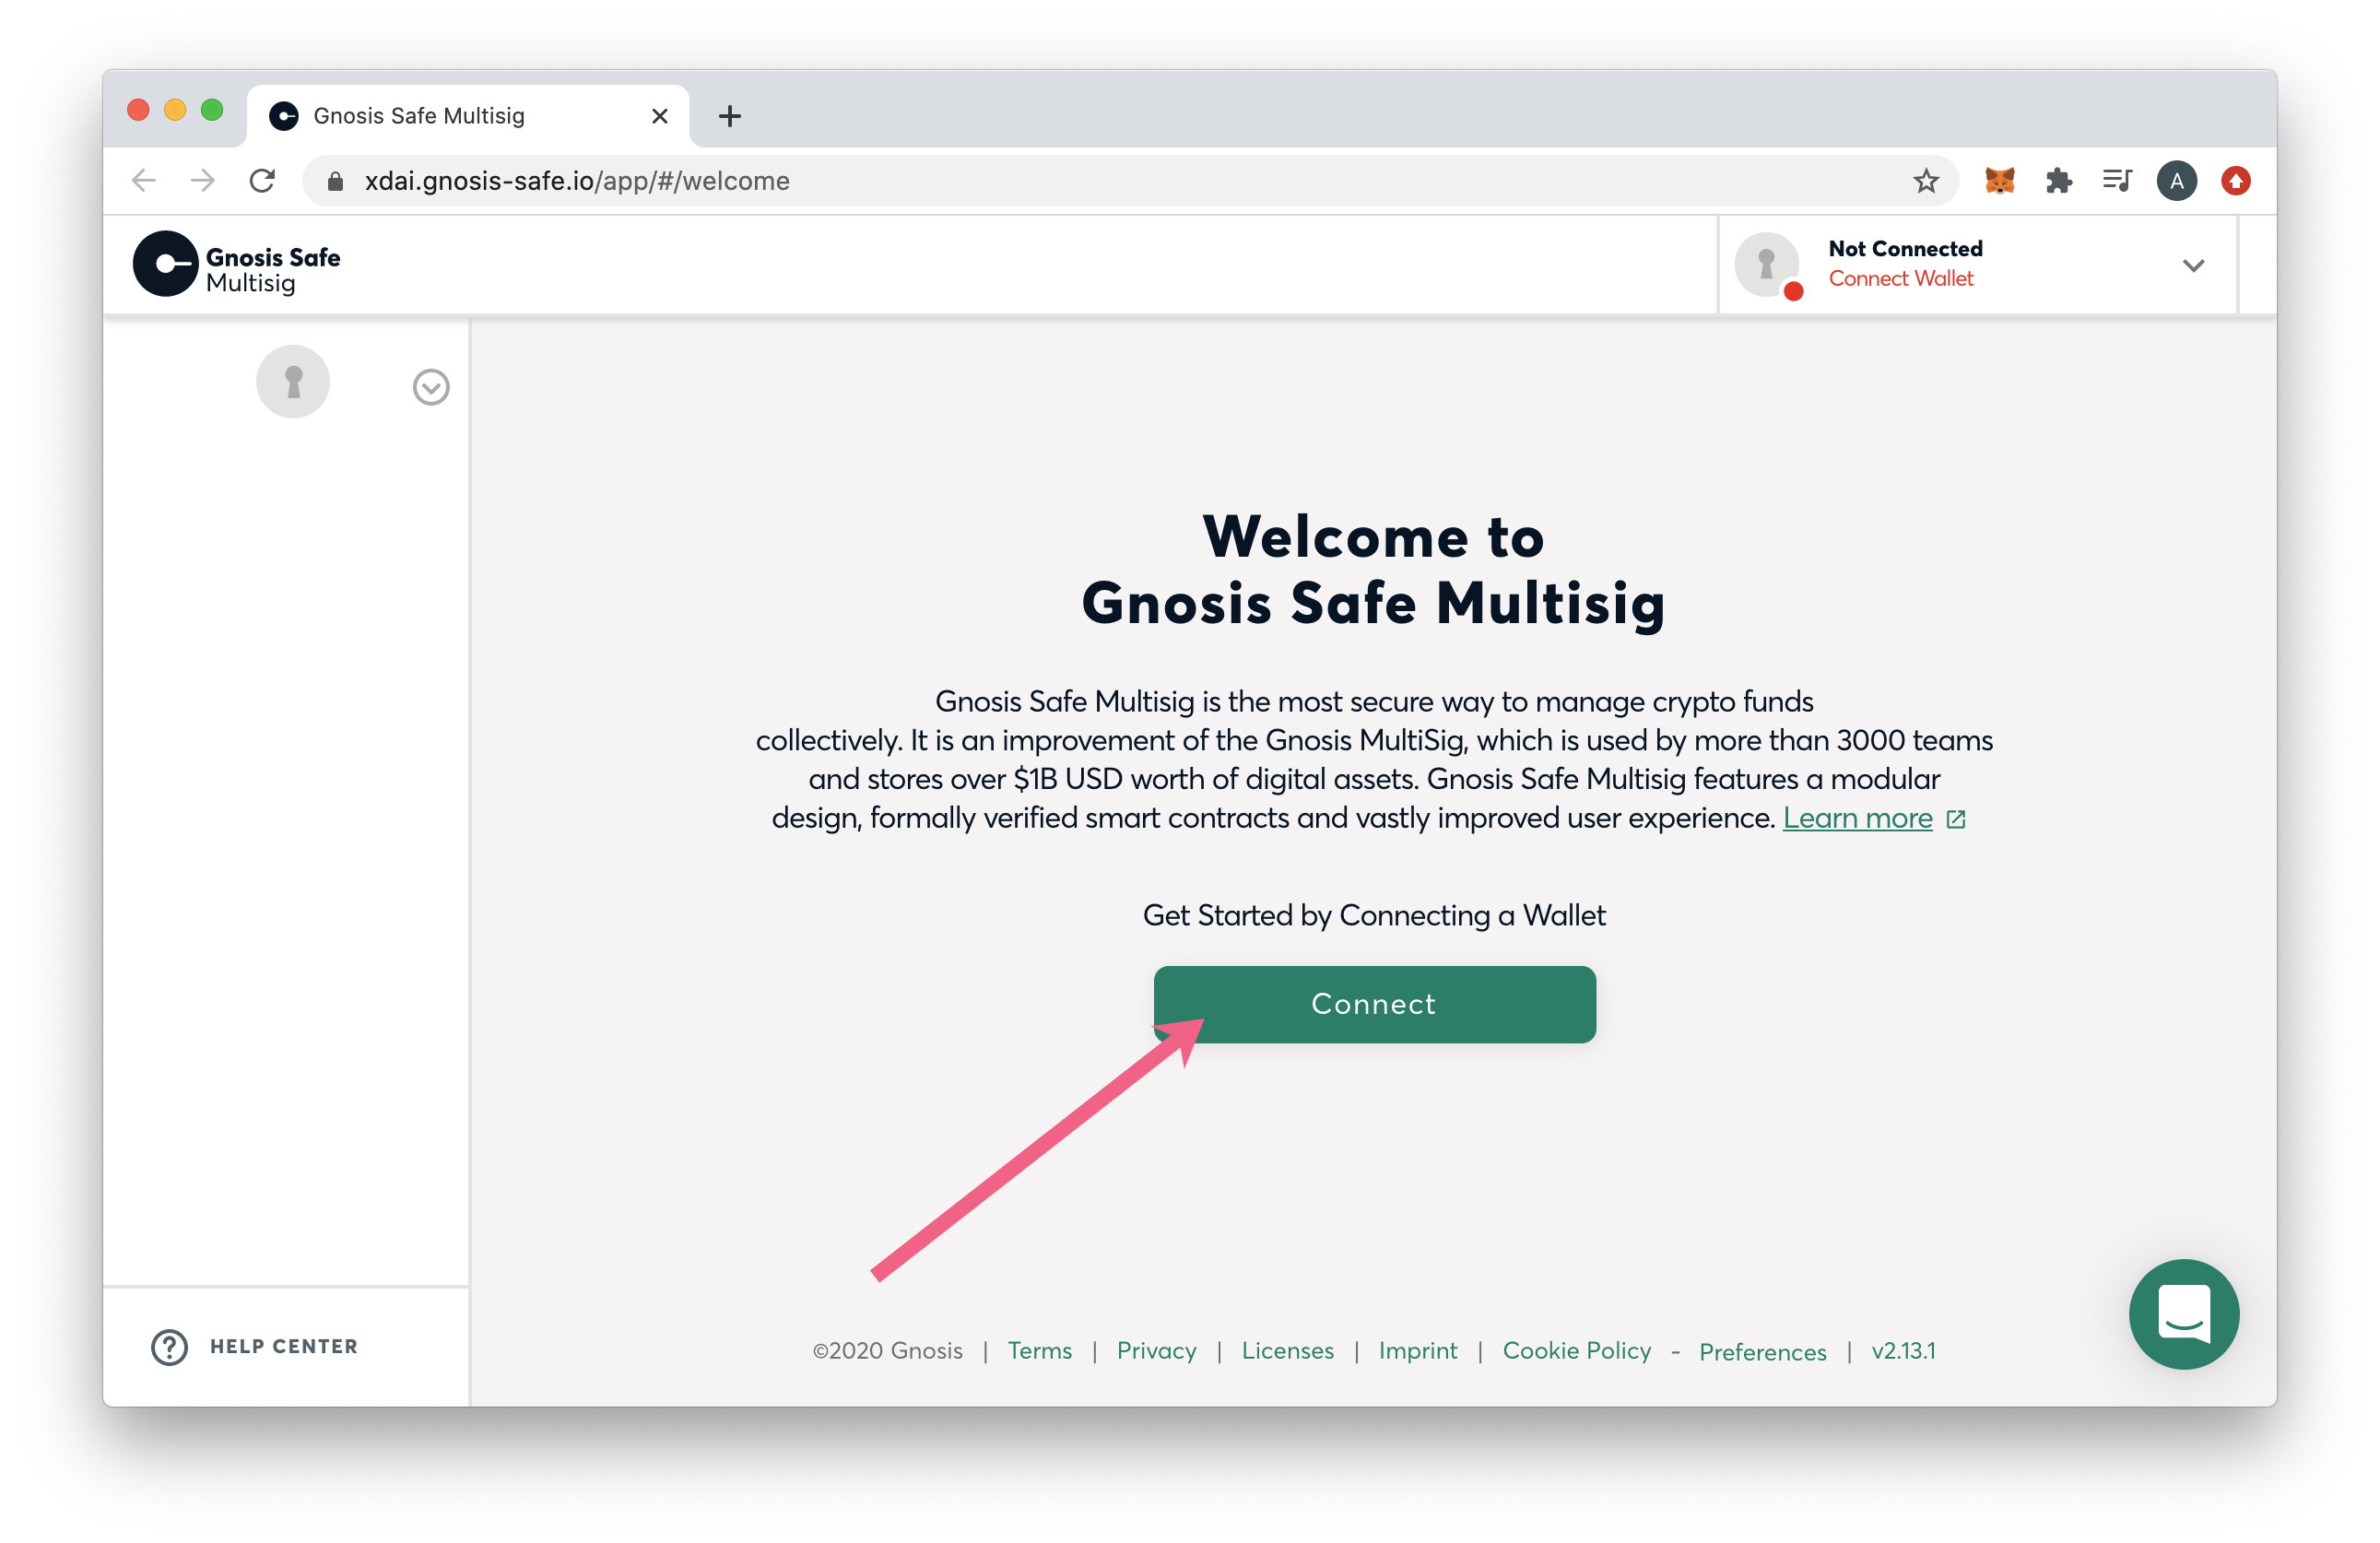 Gnosis Safe Multisig
xdai.gnosis-safe.io/app/#/welcome
A
Gnosis Safe
Multisig
Not Connected
Connect Wallet
Welcome to
Gnosis Safe Multisig
Gnosis Safe Multisig is the most secure way to manage crypto funds
collectively. It is an improvement of the Gnosis MultiSig, which is used by more than 3000 teams
and stores over $1B USD worth of digital assets. Gnosis Safe Multisig features a modular
design, formally verified smart contracts and vastly improved user experience. Learn more
Get Started by Connecting a Wallet
Connect
HELP CENTER
©2020 Gnosis | Terms | Privacy | Licenses | Imprint | Cookie Policy - Preferences | v2.13.1